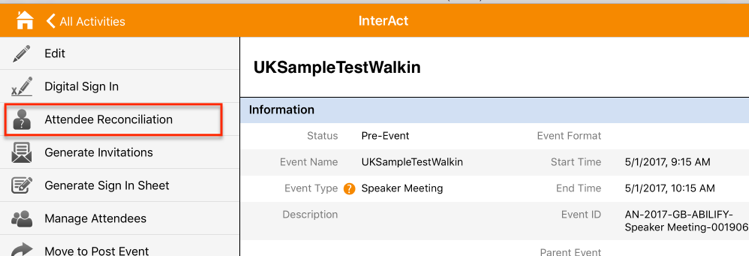 All Activities
InterAct
Edit
Digital Sign In
Attendee Reconciliation
Generate Invitations
Generate Sign In Sheet
Manage Attendees
Move to Post Event
UKSampleTestWalkin
Information
Status Pre-Event Event Format
Event Name UKSampleTestWalkin Start Time 5/1/2017, 9:15 AM
Event Type ? Speaker Meeting End Time 5/1/2017, 10:15 AM
Description Event ID AN-2017-GB-ABILIFY-
Speaker Meeting-001906
Parent Event